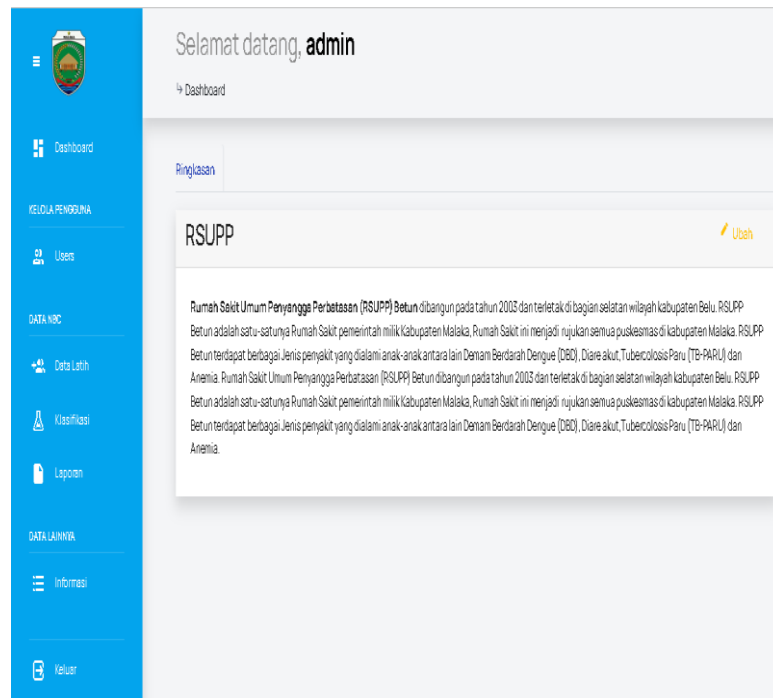 Selamat datang, admin
↳ Dashboard
Dashboard
KELOLA PENGGUNA
Users
DATA NBC
Data Latih
Klasifikasi
Laporan
DATA LAINNYA
Informasi
Keluar
Ringkasan
RSUPP
Ubah
Rumah Sakit Umum Penyangga Perbatasan (RSUPP) Betun dibangun pada tahun 2003 dan terletak di bagian selatan wilayah kabupaten Belu. RSUPP
Betun adalah satu-satunya Rumah Sakit pemerintah milik Kabupaten Malaka, Rumah Sakit ini menjadi rujukan semua puskesmas di kabupaten Malaka. RSUPP
Betun terdapat berbagai Jenis penyakit yang dialami anak-anak antara lain Demam Berdarah Dengue (DBD), Diare akut, Tubercolosis Paru (TB-PARU) dan
Anemia. Rumah Sakit Umum Penyangga Perbatasan (RSUPP) Betun dibangun pada tahun 2003 dan terletak di bagian selatan wilayah kabupaten Belu. RSUPP
Betun adalah satu-satunya Rumah Sakit pemerintah milik Kabupaten Malaka, Rumah Sakit ini menjadi rujukan semua puskesmas di kabupaten Malaka. RSUPP
Betun terdapat berbagai Jenis penyakit yang dialami anak-anak antara lain Demam Berdarah Dengue (DBD), Diare akut, Tubercolosis Paru (TB-PARU) dan
Anemia.